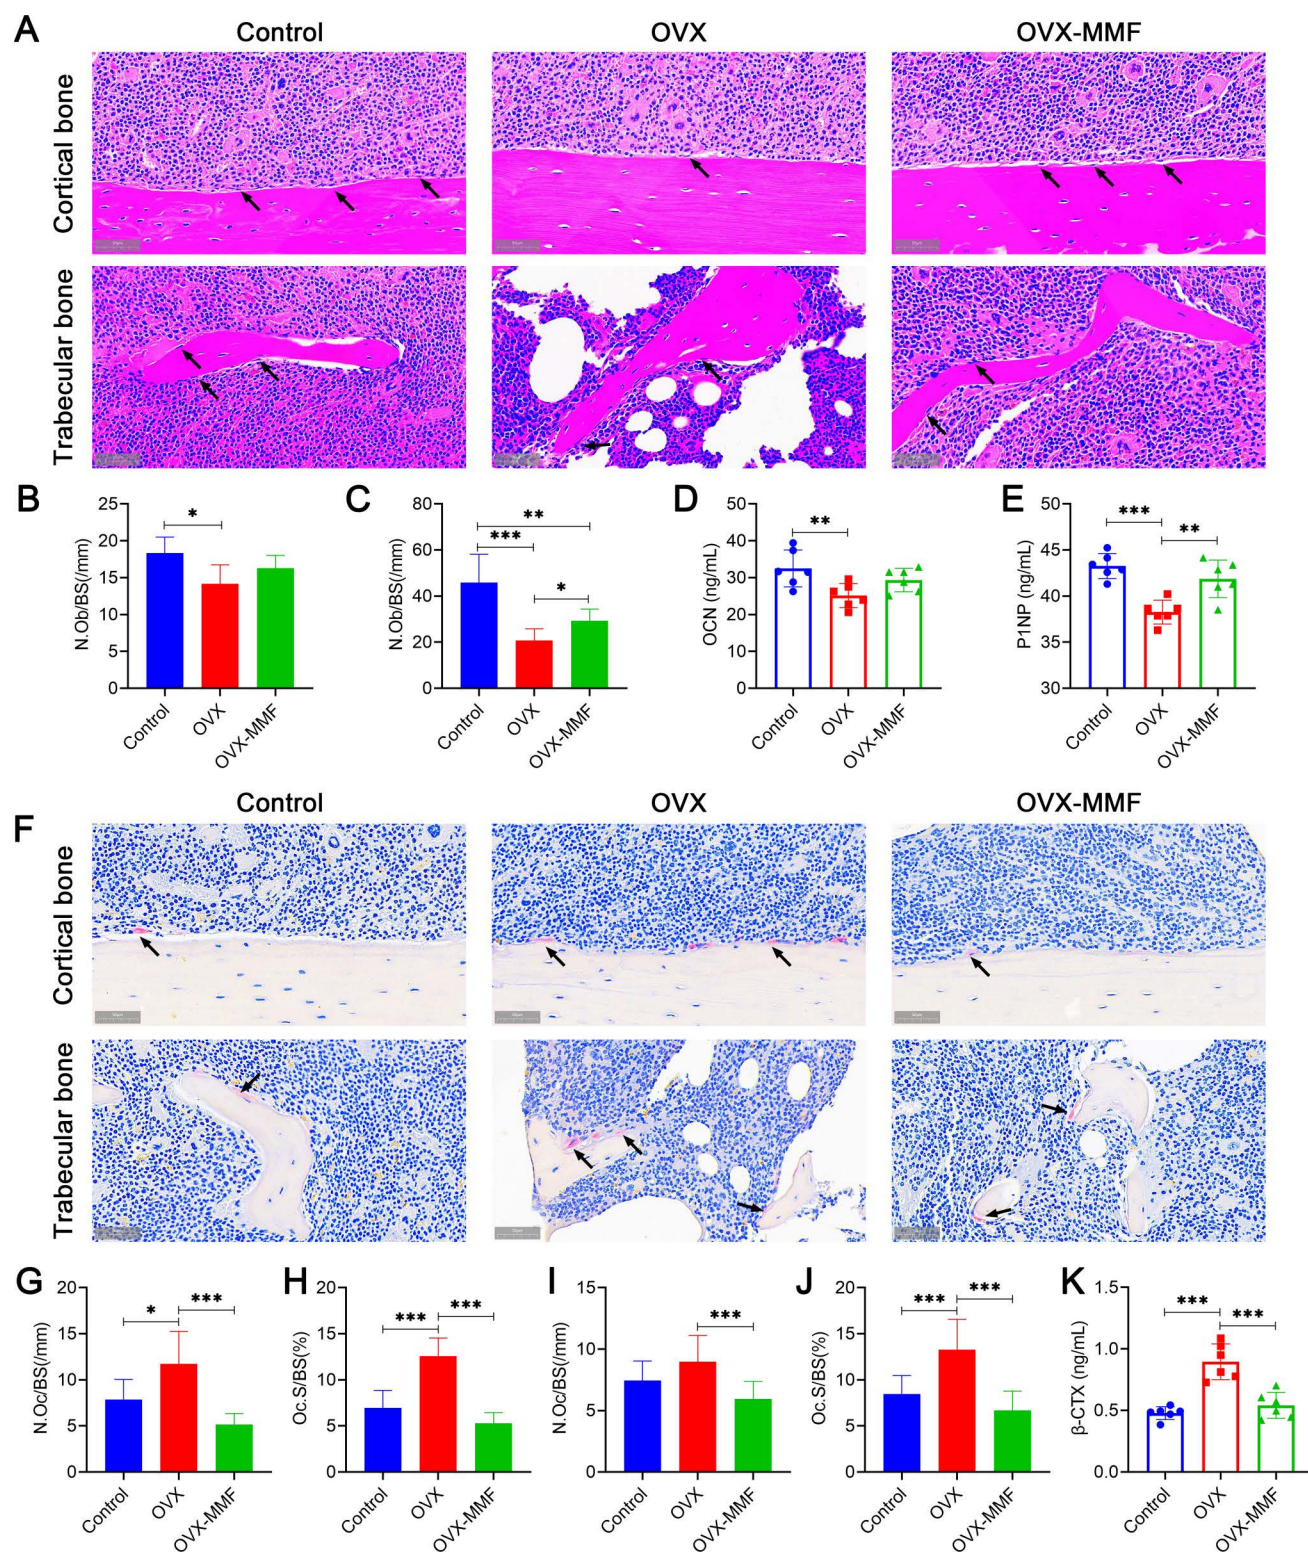 A
Control
OVX
OVX-MMF
Cortical bone
Trabecular bone
B
N.Ob/BS(/mm)
25
20
15
10
5
0
*
Control
OVX
OVX-MMF
C
N.Ob/BS(/mm)
80
60
40
20
0
**
***
*
Control
OVX
OVX-MMF
D
OCN (ng/mL)
50
40
30
20
10
0
**
Control
OVX
OVX-MMF
E
P1NP (ng/mL)
50
45
40
35
30
***
**
Control
OVX
OVX-MMF
F
Control
OVX
OVX-MMF
Cortical bone
Trabecular bone
G
N.Oc/BS(/mm)
20
15
10
5
0
*
***
Control
OVX
OVX-MMF
H
Oc.S/BS(%)
20
15
10
5
0
***
***
Control
OVX
OVX-MMF
I
N.Oc/BS(/mm)
15
10
5
0
***
Control
OVX
OVX-MMF
J
Oc.S/BS(%)
20
15
10
5
0
***
***
Control
OVX
OVX-MMF
K
β-CTX (ng/mL)
1.5
1.0
0.5
0.0
***
***
Control
OVX
OVX-MMF